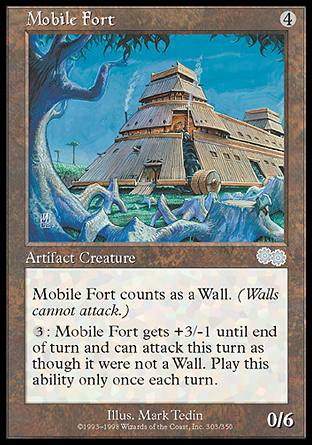 Mobile Fort 4
Artifact Creature
Mobile Fort counts as a Wall. (Walls
cannot attack.)
3: Mobile Fort gets +3/-1 until end
of turn and can attack this turn as
though it were not a Wall. Play this
ability only once each turn.
Illus. Mark Tedin
©1993-1998 Wizards of the Coast, Inc. 303/350
0/6